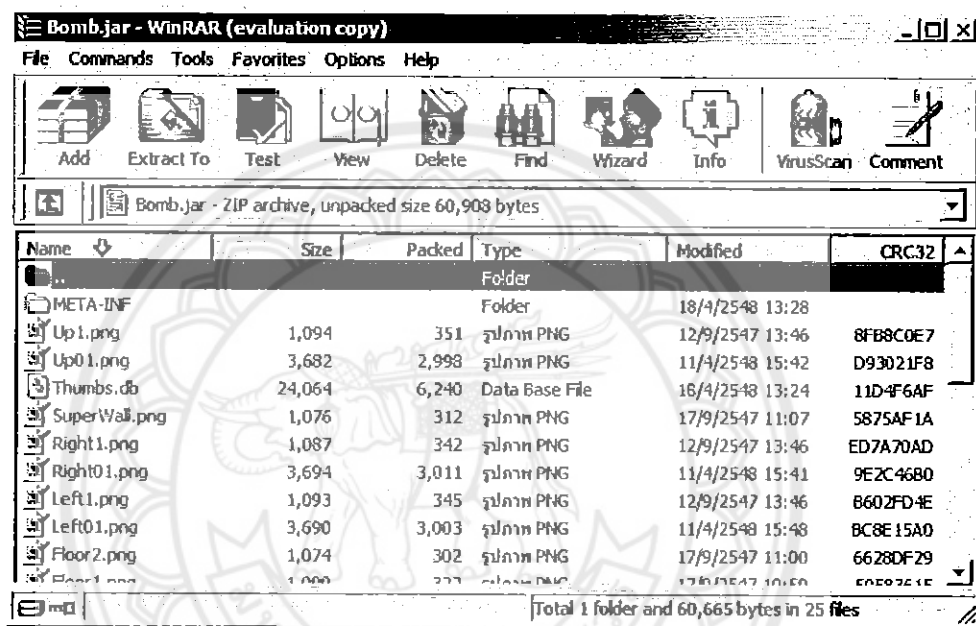 Bomb.jar - WinRAR (evaluation copy)
File Commands Tools Favorites Options Help
Add Extract To Test View Delete Find Wizard Info VirusScan Comment
Bomb.jar - ZIP archive, unpacked size 60,908 bytes
Name Size Packed Type Modified CRC32
.. Folder
META-INF Folder 18/4/2548 13:28
Up1.png 1,094 351 รูปภาพ PNG 12/9/2547 13:46 8FB8C0E7
Up01.png 3,682 2,998 รูปภาพ PNG 11/4/2548 15:42 D93021F8
Thumbs.db 24,064 6,240 Data Base File 18/4/2548 13:24 11D4F6AF
SuperWall.png 1,076 312 รูปภาพ PNG 17/9/2547 11:07 5875AF1A
Right1.png 1,087 342 รูปภาพ PNG 12/9/2547 13:46 ED7A70AD
Right01.png 3,694 3,011 รูปภาพ PNG 11/4/2548 15:41 9E2C46B0
Left1.png 1,093 345 รูปภาพ PNG 12/9/2547 13:46 B602FD4E
Left01.png 3,690 3,003 รูปภาพ PNG 11/4/2548 15:48 BC8E15A0
Floor2.png 1,074 302 รูปภาพ PNG 17/9/2547 11:00 6628DF29
Floor1.png
Total 1 folder and 60,665 bytes in 25 files